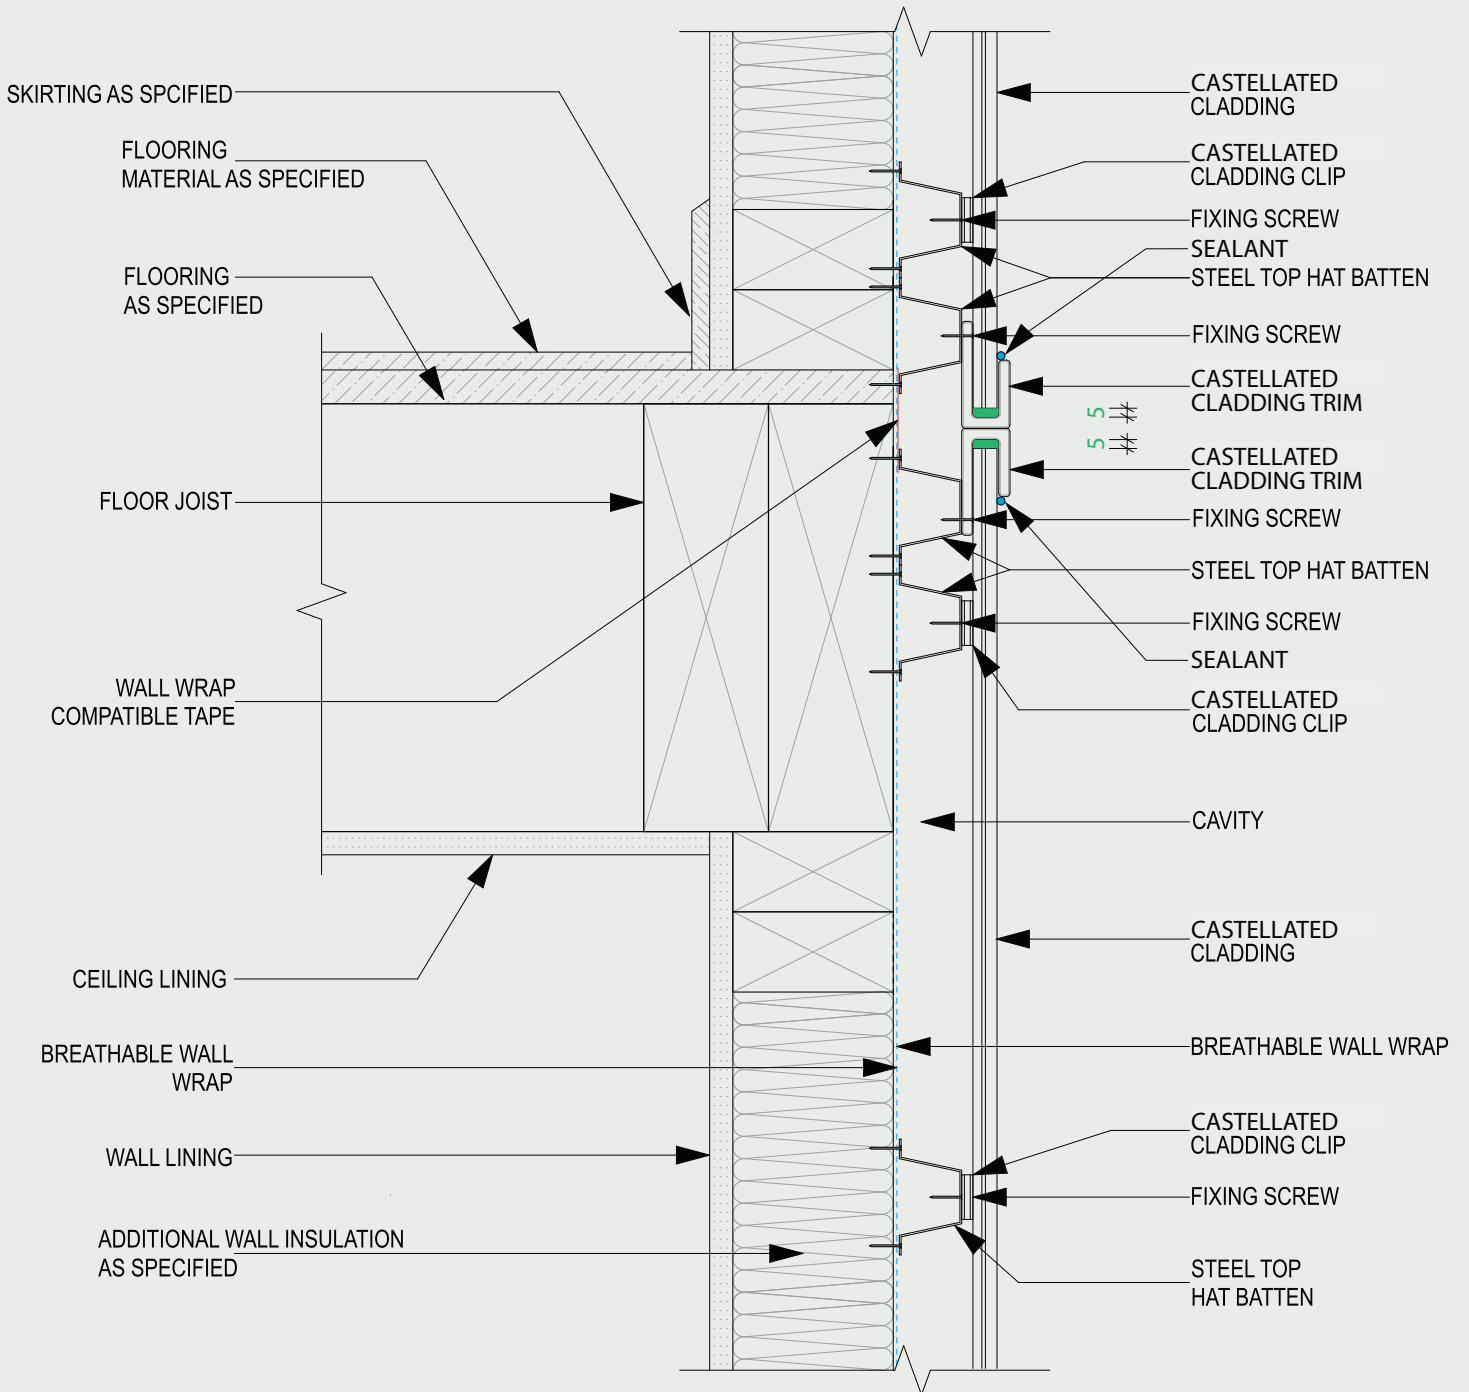 SKIRTING AS SPCIFIED
FLOORING
MATERIAL AS SPECIFIED
FLOORING
AS SPECIFIED
FLOOR JOIST
WALL WRAP
COMPATIBLE TAPE
CEILING LINING
BREATHABLE WALL
WRAP
WALL LINING
ADDITIONAL WALL INSULATION
AS SPECIFIED
CASTELLATED
CLADDING
CASTELLATED
CLADDING CLIP
FIXING SCREW
SEALANT
STEEL TOP HAT BATTEN
FIXING SCREW
CASTELLATED
CLADDING TRIM
5
5
CASTELLATED
CLADDING TRIM
FIXING SCREW
STEEL TOP HAT BATTEN
FIXING SCREW
SEALANT
CASTELLATED
CLADDING CLIP
CAVITY
CASTELLATED
CLADDING
BREATHABLE WALL WRAP
CASTELLATED
CLADDING CLIP
FIXING SCREW
STEEL TOP
HAT BATTEN